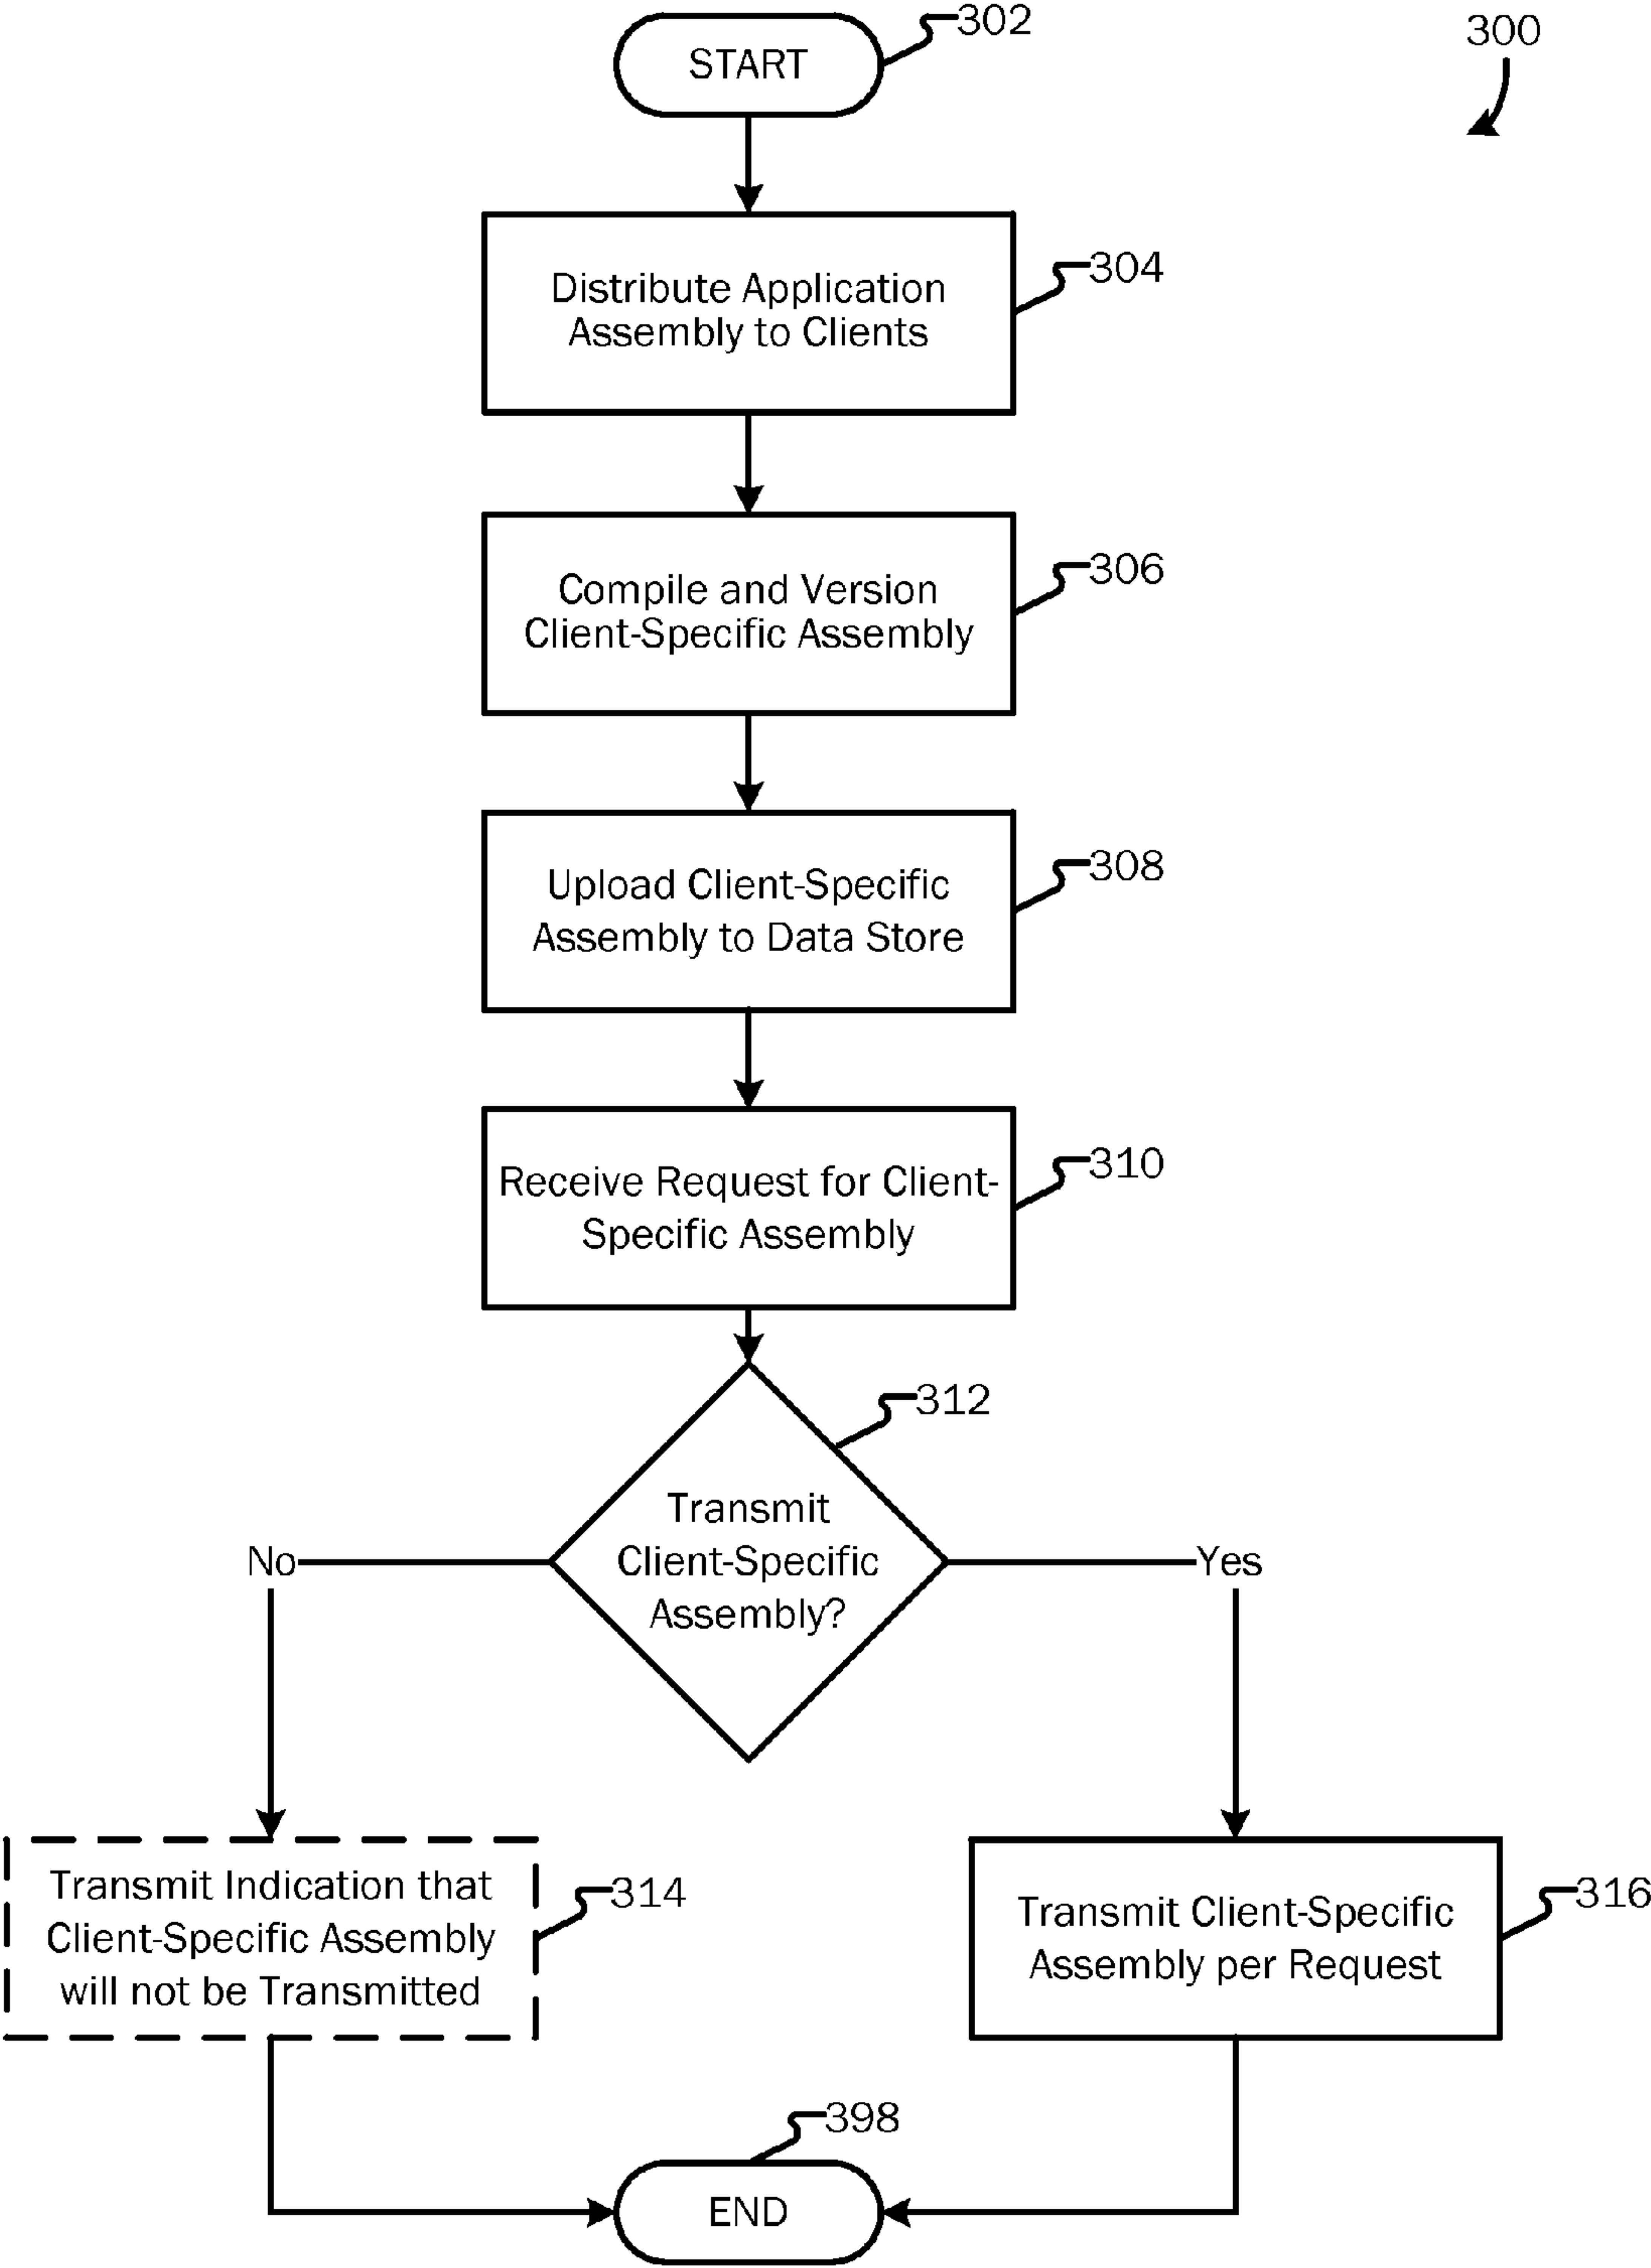 302
300
START
304
Distribute Application
Assembly to Clients
306
Compile and Version
Client-Specific Assembly
308
Upload Client-Specific
Assembly to Data Store
310
Receive Request for Client-
Specific Assembly
312
Transmit
Client-Specific
Assembly?
No
Yes
Transmit Indication that
Client-Specific Assembly
will not be Transmitted
314
Transmit Client-Specific
Assembly per Request
316
398
END